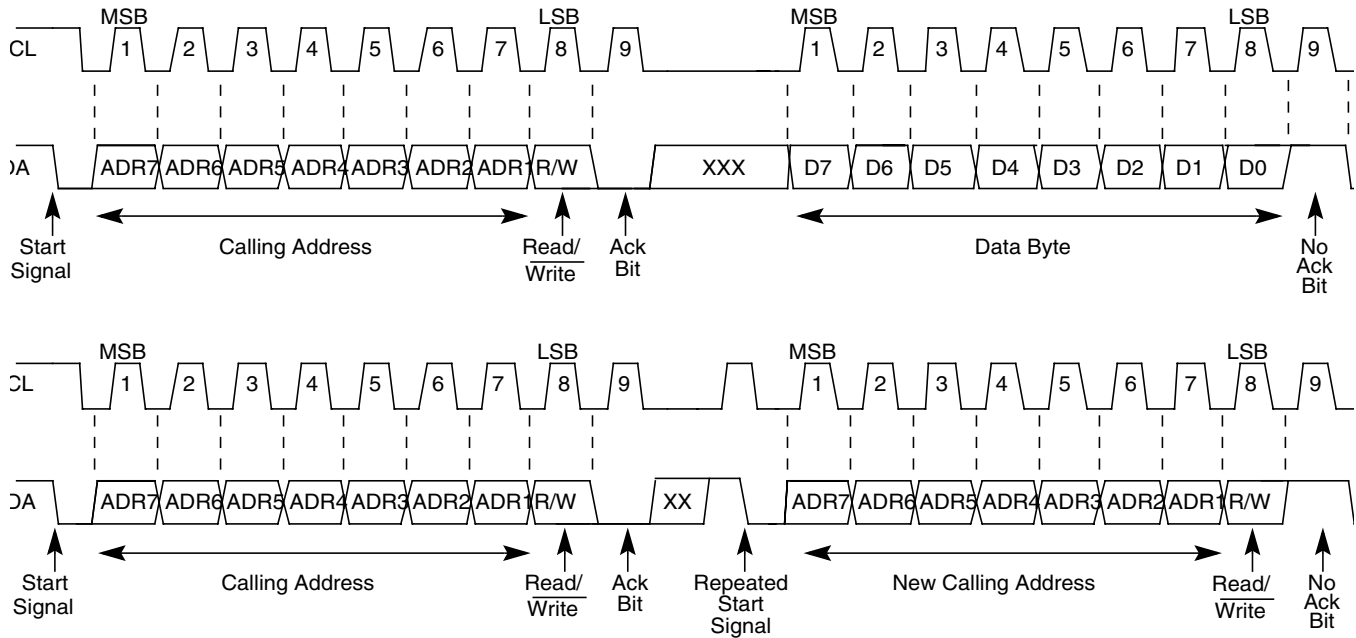 MSB LSB MSB LSB
CL 1 2 3 4 5 6 7 8 9 1 2 3 4 5 6 7 8 9
DA ADR7 ADR6 ADR5 ADR4 ADR3 ADR2 ADR1 R/W XXX D7 D6 D5 D4 D3 D2 D1 D0
Start Signal
Calling Address
Read/
Write
Ack
Bit
Data Byte
No
Ack
Bit
MSB LSB MSB LSB
CL 1 2 3 4 5 6 7 8 9 1 2 3 4 5 6 7 8 9
DA ADR7 ADR6 ADR5 ADR4 ADR3 ADR2 ADR1 R/W XX ADR7 ADR6 ADR5 ADR4 ADR3 ADR2 ADR1 R/W
Start
Signal
Calling Address
Read/
Write
Ack
Bit
Repeated
Start
Signal
New Calling Address
Read/
Write
No
Ack
Bit